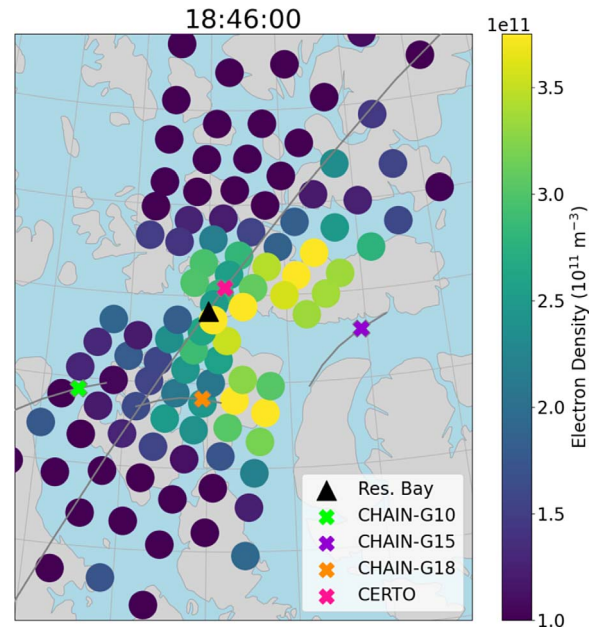 18:46:00
1e11
3.5
3.0
2.5
2.0
1.5
1.0
Electron Density (10¹¹ m⁻³)
Res. Bay
CHAIN-G10
CHAIN-G15
CHAIN-G18
CERTO